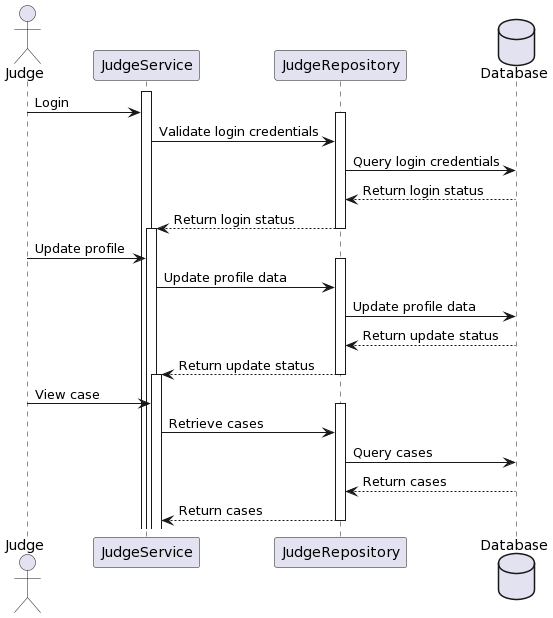 Judge
JudgeService
JudgeRepository
Database
Login
Validate login credentials
Query login credentials
Return login status
Return login status
Update profile
Update profile data
Update profile data
Return update status
Return update status
View case
Retrieve cases
Query cases
Return cases
Return cases
Judge
JudgeService
JudgeRepository
Database